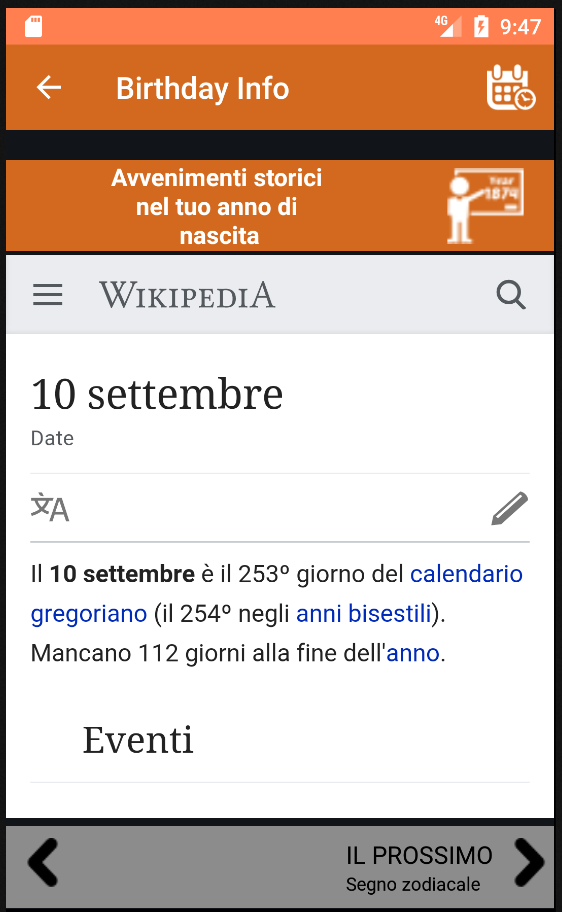 4G 9:47
Birthday Info
Avvenimenti storici
nel tuo anno di
nascita
Year
1874
WIKIPEDIA
10 settembre
Date
文A
Il 10 settembre è il 253º giorno del calendario
gregoriano (il 254º negli anni bisestili).
Mancano 112 giorni alla fine dell'anno.
Eventi
IL PROSSIMO
Segno zodiacale